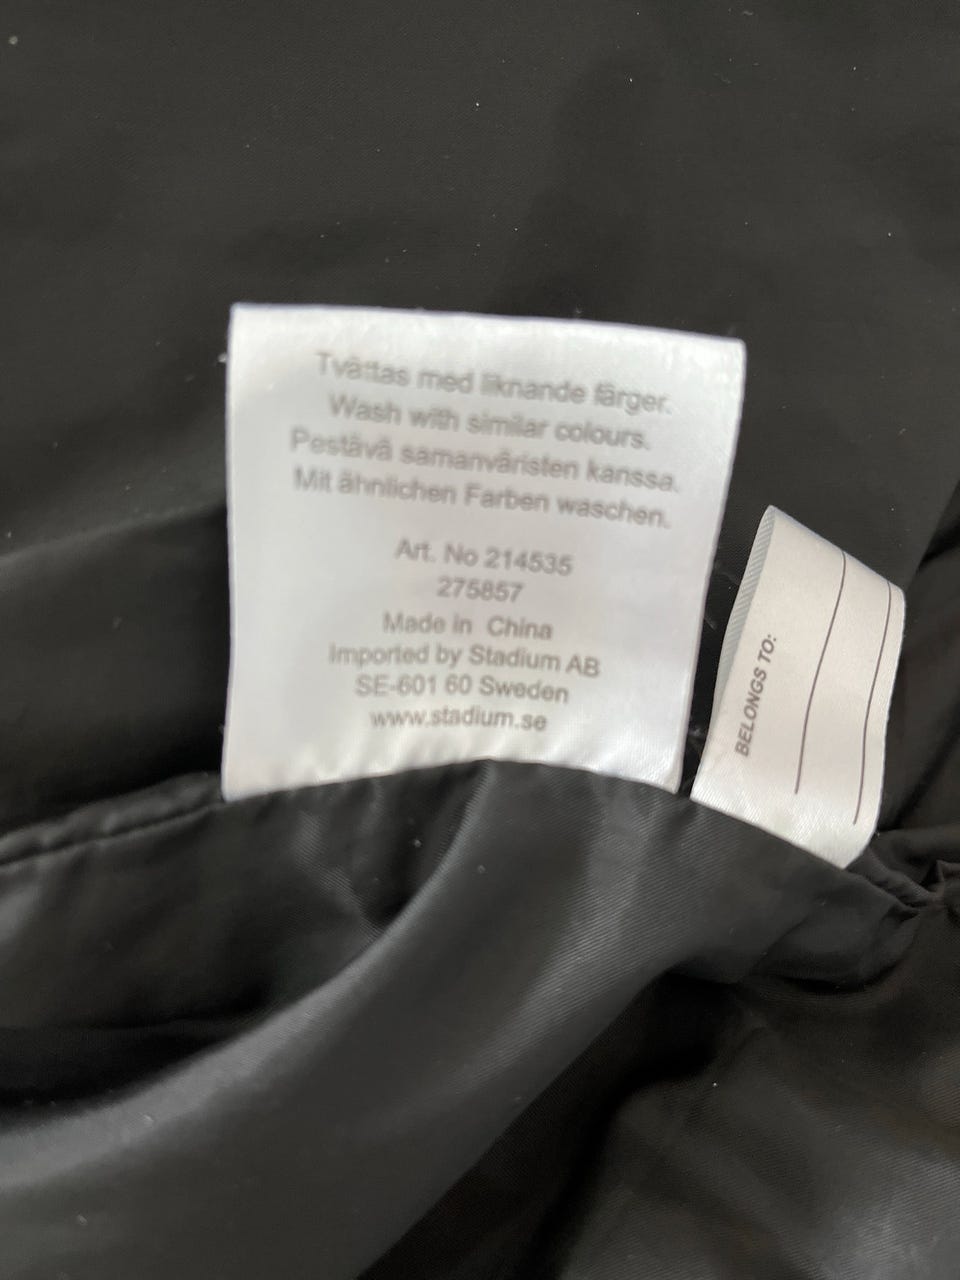 Tvättas med liknande färger.
Wash with similar colours.
Pestävä samanväristen kanssa.
Mit ähnlichen Farben waschen.
Art. No 214535
275857
Made in China
Imported by Stadium AB
SE-601 60 Sweden
www.stadium.se
BELONGS TO: